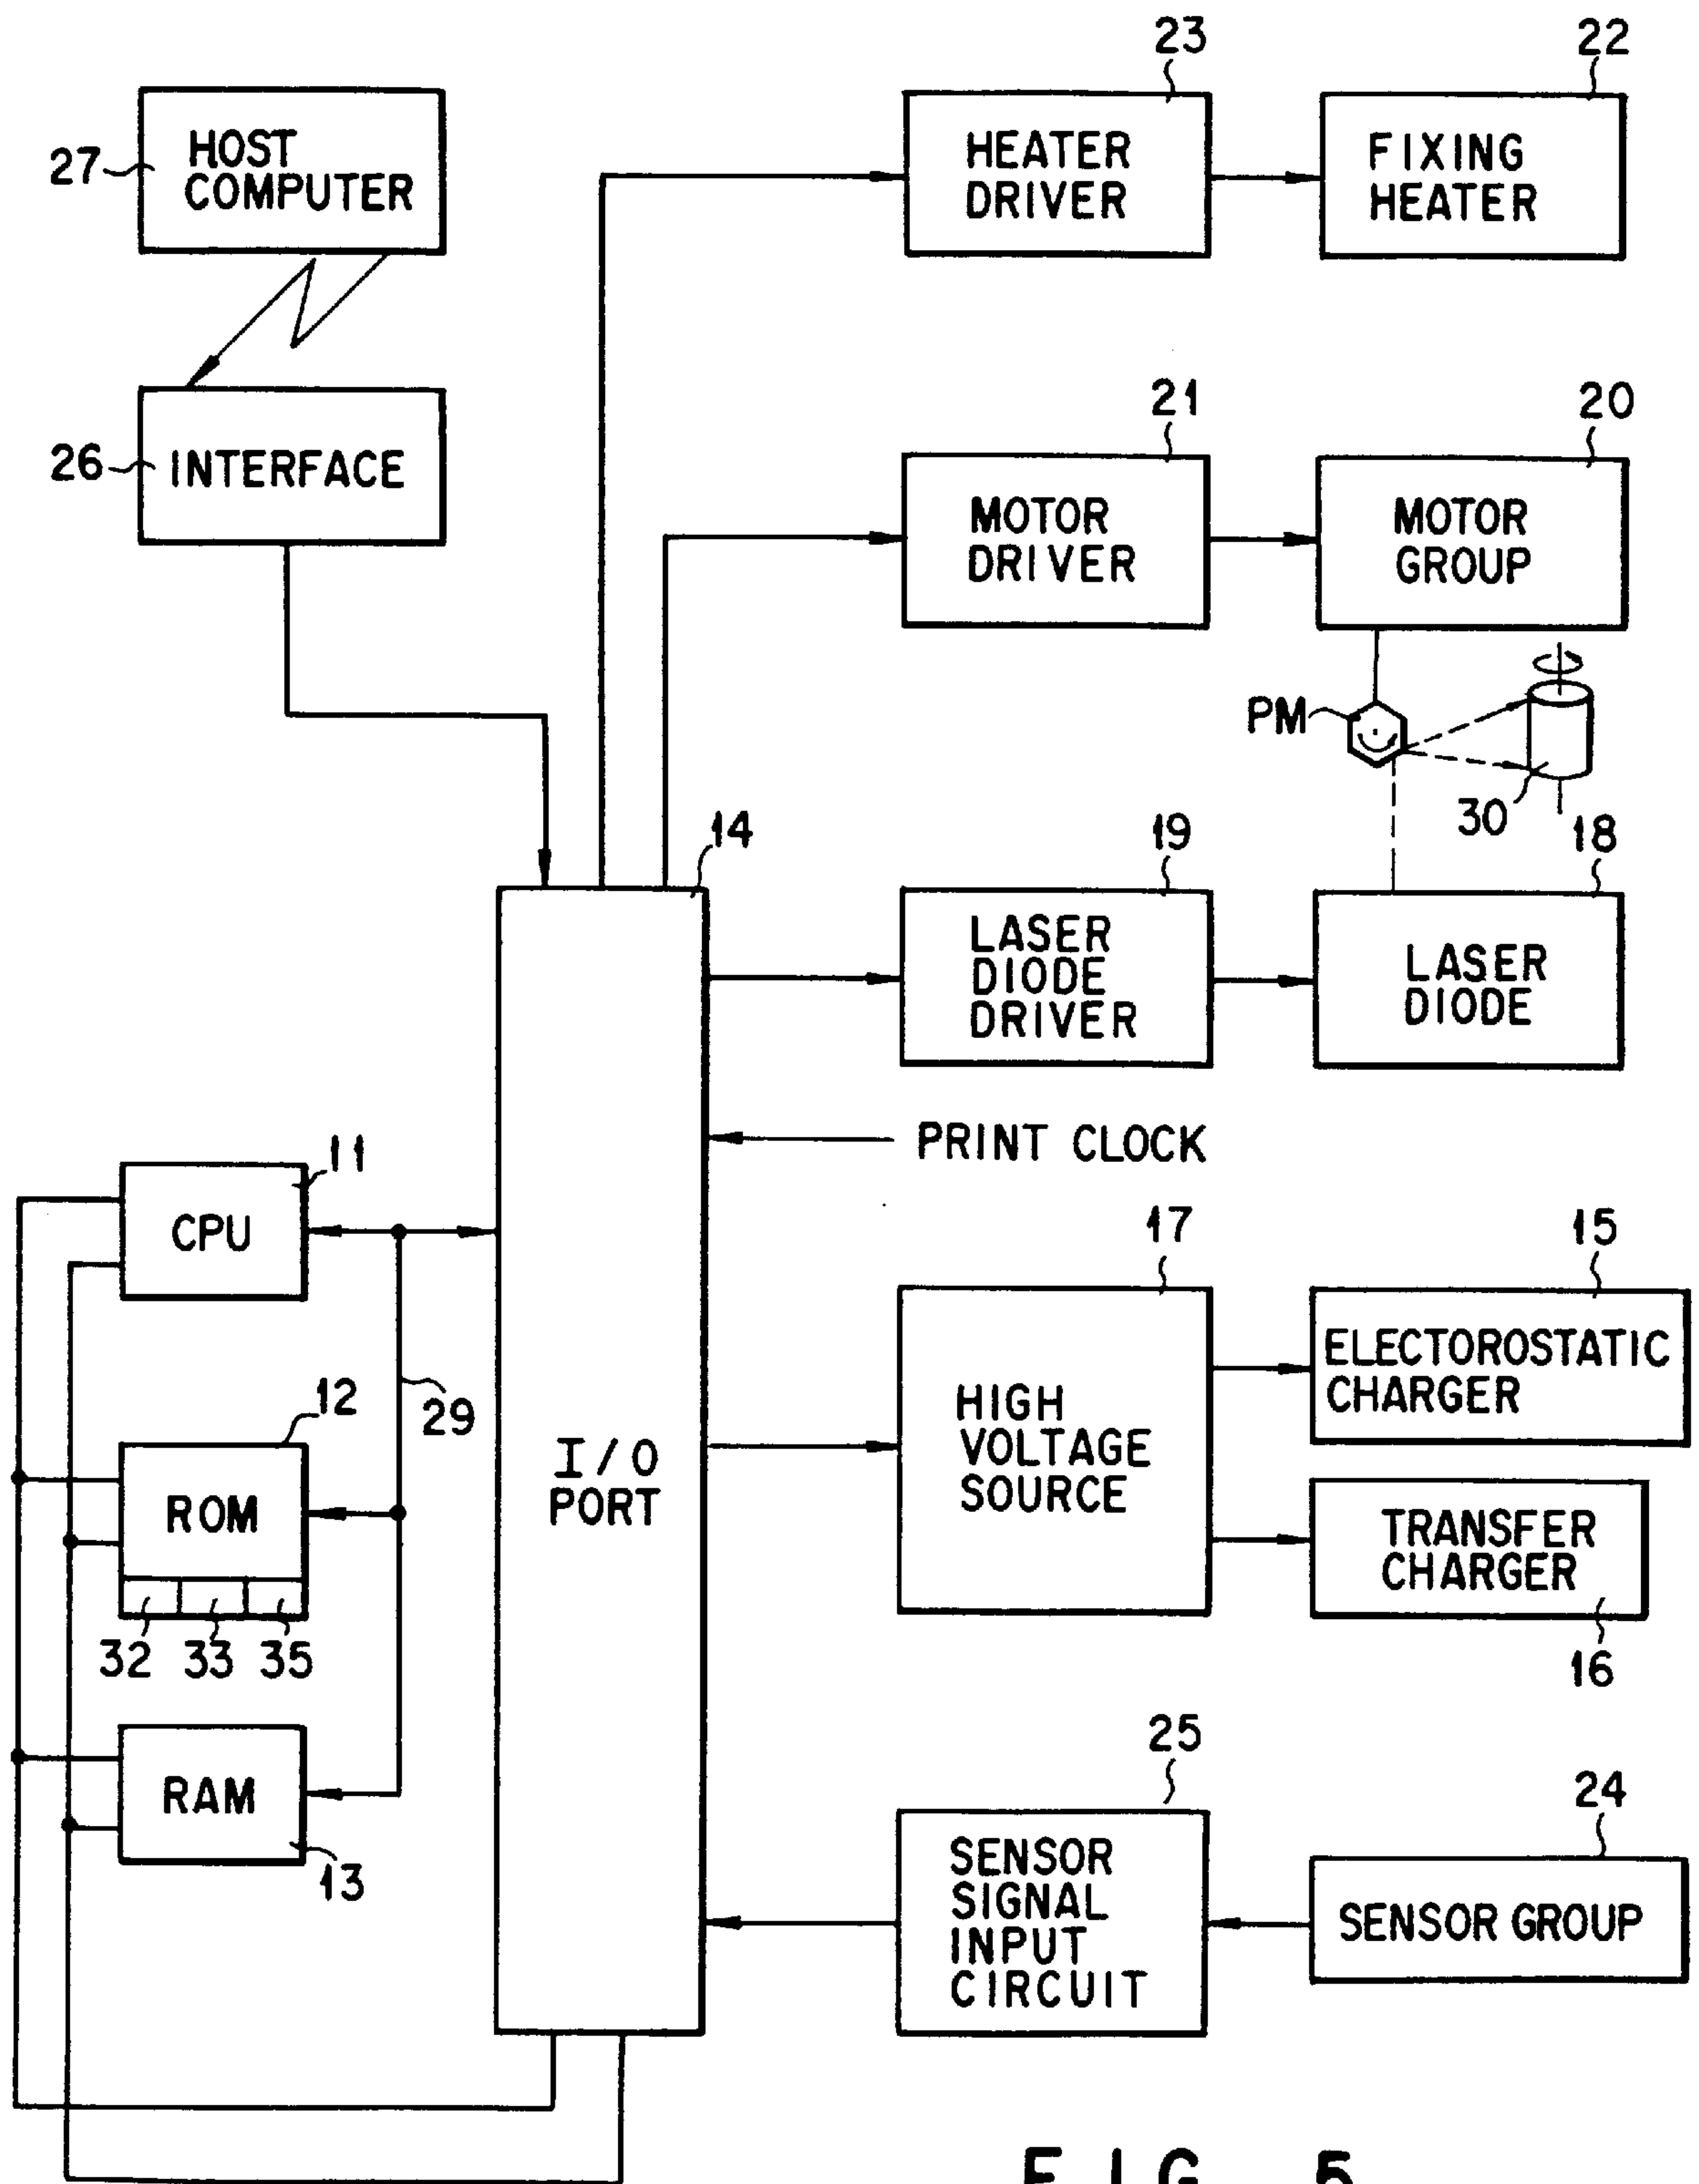 23
22
HOST
COMPUTER
27
HEATER
DRIVER
FIXING
HEATER
21
20
26
INTERFACE
MOTOR
DRIVER
MOTOR
GROUP
PM
30
14
19
18
LASER
DIODE
DRIVER
LASER
DIODE
PRINT CLOCK
11
CPU
17
15
ELECTOROSTATIC
CHARGER
12
29
HIGH
VOLTAGE
SOURCE
I/O
PORT
ROM
TRANSFER
CHARGER
32 33 35
16
25
24
RAM
13
SENSOR
SIGNAL
INPUT
CIRCUIT
SENSOR GROUP
FIG. 5